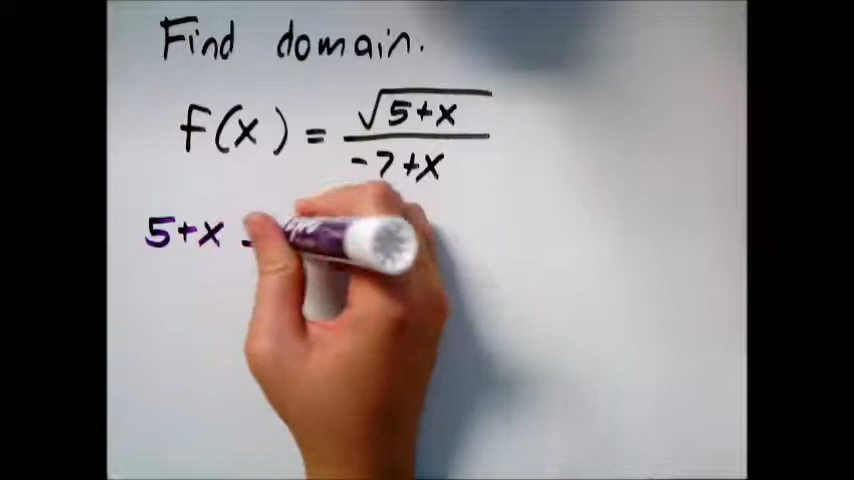 Find domain.
f(x) = √5+x / -7+x
5+x